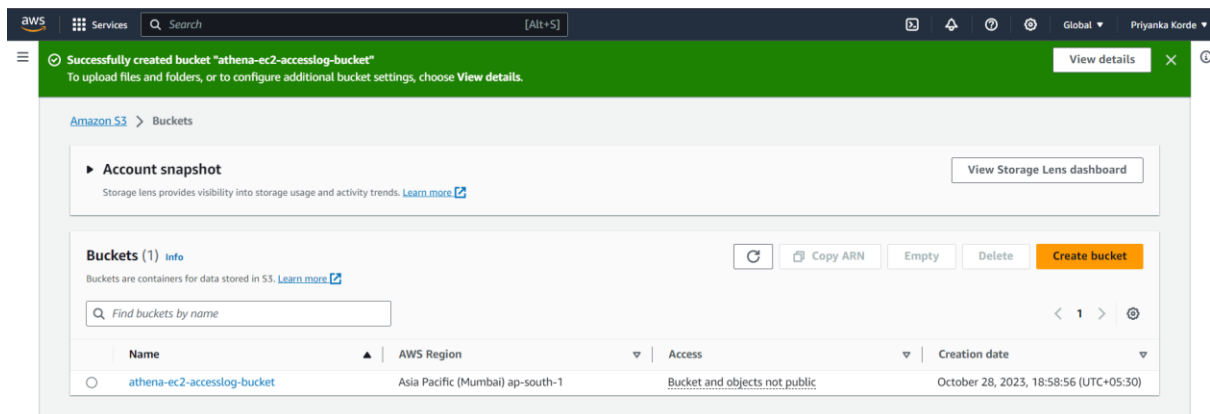 aws Services Search [Alt+S] Global Priyanka Korde
Successfully created bucket "athena-ec2-accesslog-bucket"
To upload files and folders, or to configure additional bucket settings, choose View details.
View details
Amazon S3 > Buckets
Account snapshot
Storage lens provides visibility into storage usage and activity trends. Learn more
View Storage Lens dashboard
Buckets (1) Info
Buckets are containers for data stored in S3. Learn more
Copy ARN Empty Delete Create bucket
Find buckets by name
< 1 >
Name AWS Region Access Creation date
athena-ec2-accesslog-bucket Asia Pacific (Mumbai) ap-south-1 Bucket and objects not public October 28, 2023, 18:58:56 (UTC+05:30)